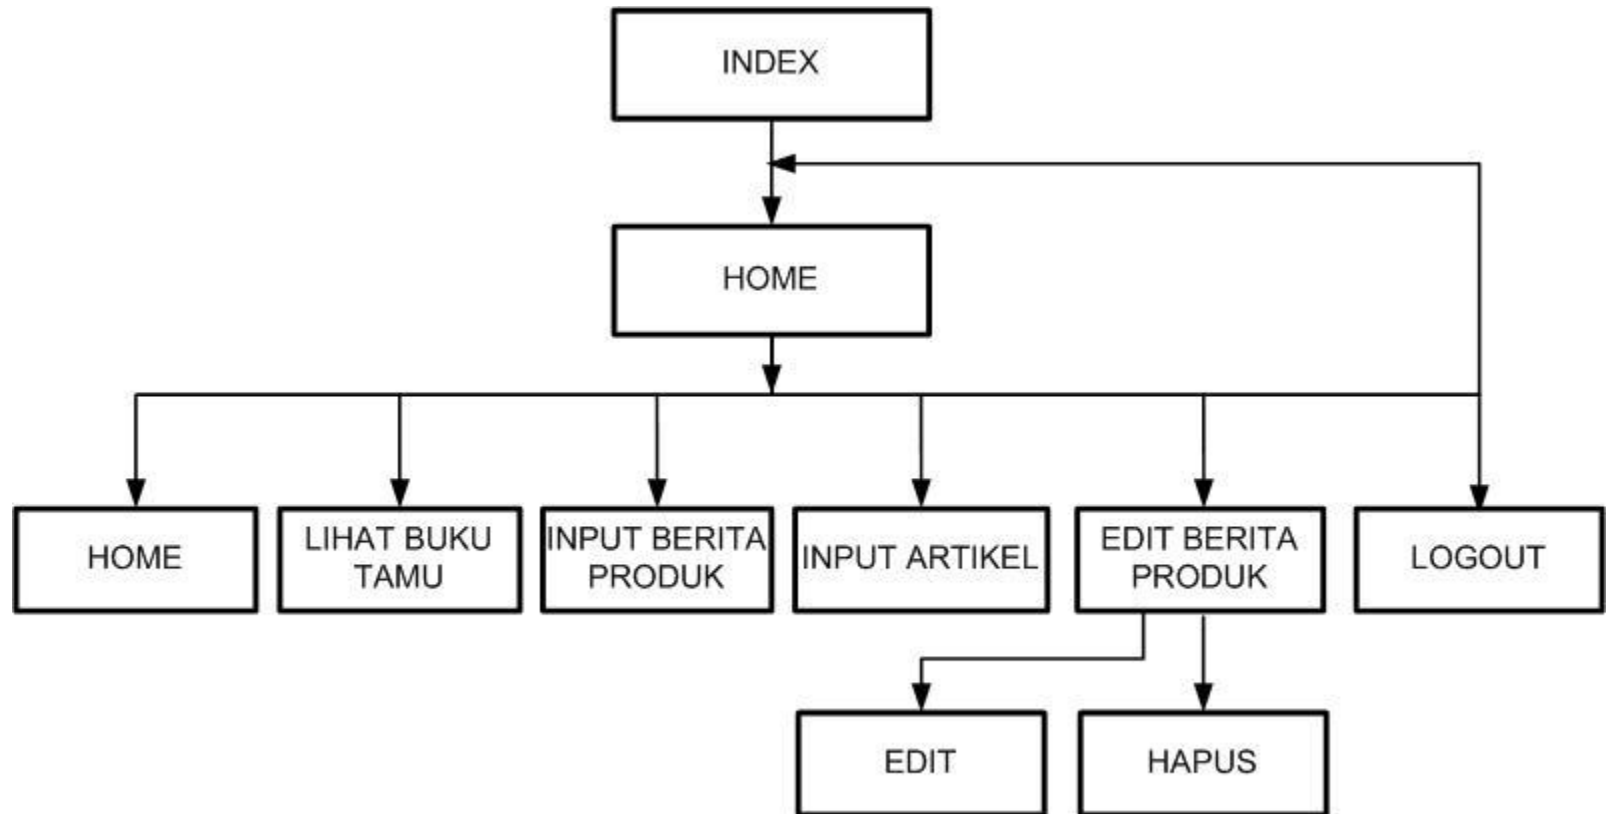 INDEX
HOME
HOME
LIHAT BUKU
TAMU
INPUT BERITA
PRODUK
INPUT ARTIKEL
EDIT BERITA
PRODUK
LOGOUT
EDIT
HAPUS